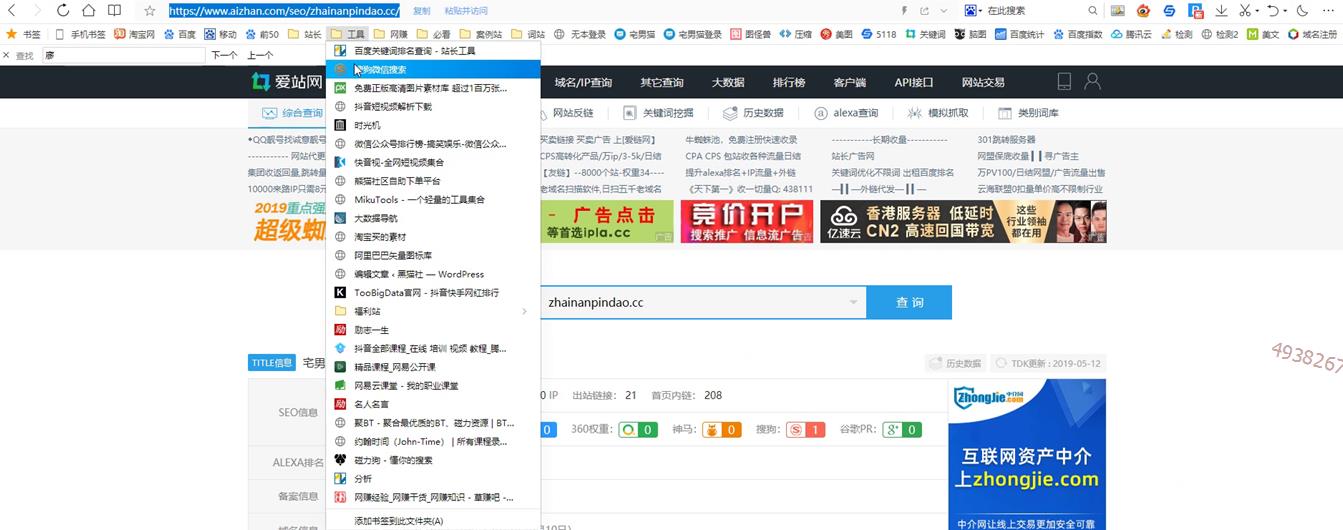 https://www.aizhan.com/seo/zhainanpindao.cc/ 复制 粘贴并访问 在此搜索
书签 手机书签 淘宝网 百度 移动 前50 站长 工具 网赚 必看 案例站 词站 无本登录 宅男猫 宅男猫登录 图怪兽 压缩 美图 5118 关键词 脑图 百度统计 腾讯云 百度指数 检测 检测2 美文 域名注册
查找 廖 下一个 上一个
百度关键词排名查询 - 站长工具
狗微信搜索
免费正版高清图片素材库 超过1百万张...
抖音短视频解析下载
时光机
微信公众号排行榜-搞笑娱乐-微信公众...
快音视-全网短视频集合
熊猫社区自助下单平台
MikuTools - 一个轻量的工具集合
大数据导航
淘宝买的素材
阿里巴巴矢量图标库
编辑文章 ‹ 黑猫社 — WordPress
TooBigData官网 - 抖音快手网红排行
福利站
励志一生
抖音全部课程_在线 培训 视频 教程_腾...
精品课程_网易公开课
网易云课堂 - 我的职业课堂
名人名言
聚BT - 聚合最优质的BT、磁力资源 | BT...
约翰时间（John-Time） | 所有课程录...
磁力狗 - 懂你的搜索
分析
网赚经验_网赚干货_网赚知识 - 草赚吧 -...
添加书签到此文件夹(A)
爱站网 域名/IP查询 其它查询 大数据 排行榜 客户端 API接口 网站交易
综合查询 网站反链 关键词挖掘 历史数据 alexa查询 模拟抓取 类别词库
•QQ靓号找诚意靓号 买卖链接 买卖广告 上[爱链网] 牛蜘蛛池，免费注册快速收录 -----------长期收量----------- 301跳转服务器
----------- 网站代更 CPS高转化产品/万ip/3-5k/日结 CPA CPS 包站收各种流量日结 站长广告网 网盟保底收量┃┃寻广告主
集团收返回量,跳转量 【友链】--8000个站-权重34---- 提升alexa排名+IP流量+外链 关键词优化不限词 出租百度排名 万PV100/日结网盟/广告流量出售
10000来路IP只需8元 老域名扫描软件,日扫五千老域名 《天下第一》收一切量Q: 438111 —┃┃—外链代发—┃┃— 云海联盟0扣量单价毫不限制行业
2019重点强
超级蜘
- 广告点击
等首选ipla.cc
广告
竞价开户
搜索推广 信息流广告
广告
亿速云
香港服务器 低延时
CN2 高速回国带宽
这些
行业领袖
都在用
广告
zhainanpindao.cc 查 询
4938267
TITLE信息 宅男 历史数据 TDK更新：2019-05-12
SEO信息 0 IP 出站链接： 21 首页内链： 208
0 360权重： 0 神马： 0 搜狗： 1 谷歌PR： 0
ALEXA排名
备案信息
ZhongJie.com 中介网
互联网资产中介
上zhongjie.com
中介网让线上交易更加安全可靠